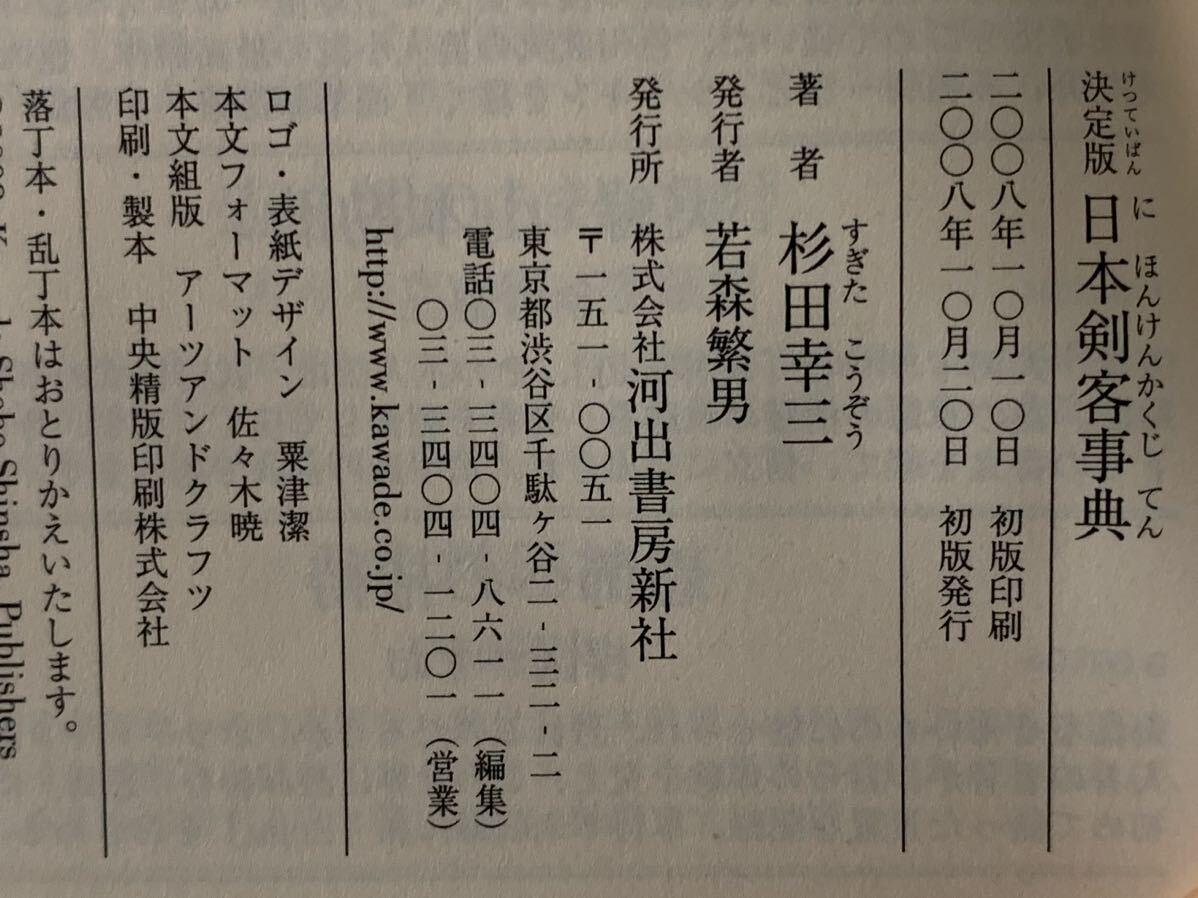 けっていばん　に　ほんけんかくじ　てん
決定版　日本剣客事典
二〇〇八年一〇月一〇日　初版印刷
二〇〇八年一〇月二〇日　初版発行
すぎた　こうぞう
著　者　杉田幸三
発行者　若森繁男
発行所　株式会社河出書房新社
〒一五一-〇〇五一
東京都渋谷区千駄ヶ谷二-三二-二
電話〇三-三四〇四-八六一一（編集）
〇三-三四〇四-一二〇一（営業）
http://www.kawade.co.jp/
ロゴ・表紙デザイン　粟津潔
本文フォーマット　佐々木暁
本文組版　アーツアンドクラフツ
印刷・製本　中央精版印刷株式会社
落丁本・乱丁本はおとりかえいたします。
Shobo Shinsha, Publishers